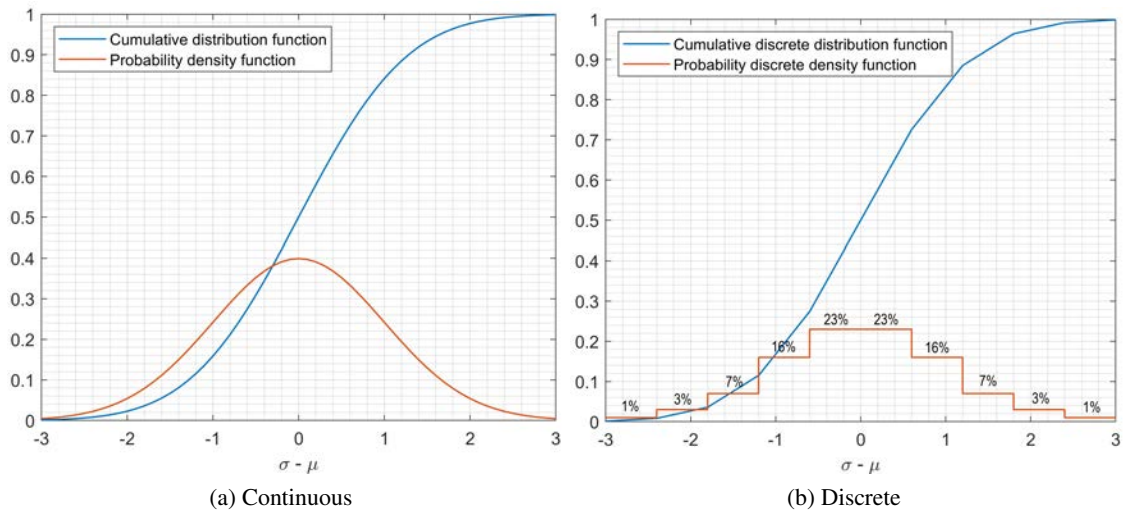 1
0.9
0.8
0.7
0.6
0.5
0.4
0.3
0.2
0.1
0
-3 -2 -1 0 1 2 3
Cumulative distribution function
Probability density function
σ - μ
(a) Continuous
1
0.9
0.8
0.7
0.6
0.5
0.4
0.3
0.2
0.1
0
-3 -2 -1 0 1 2 3
Cumulative discrete distribution function
Probability discrete density function
1% 3% 7% 16% 23% 23% 16% 7% 3% 1%
σ - μ
(b) Discrete